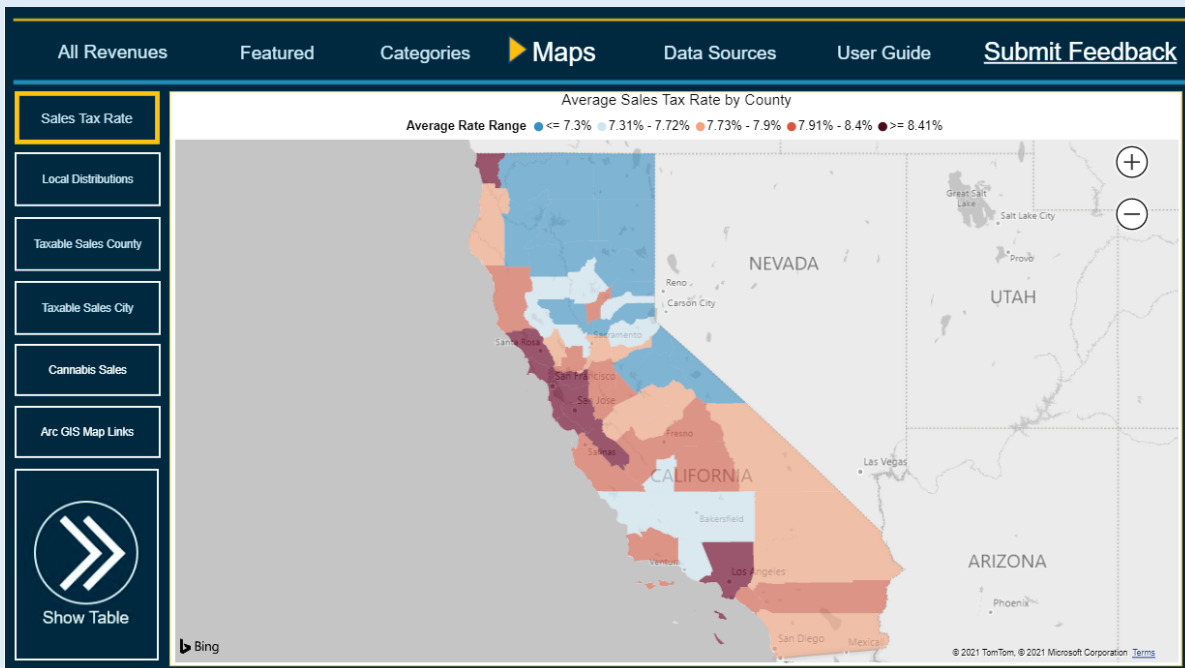 All Revenues
Featured
Categories
Maps
Data Sources
User Guide
Submit Feedback
Sales Tax Rate
Local Distributions
Taxable Sales County
Taxable Sales City
Cannabis Sales
Arc GIS Map Links
Show Table
Average Sales Tax Rate by County
Average Rate Range <= 7.3% 7.31% - 7.72% 7.73% - 7.9% 7.91% - 8.4% >= 8.41%
Great Salt
Lake
Salt Lake City
Provo
NEVADA
UTAH
Reno
Carson City
Sacramento
Santa Rosa
San Francisco
San Jose
Fresno
Salinas
Las Vegas
CALIFORNIA
Bakersfield
Ventura
Los Angeles
ARIZONA
Phoenix
San Diego
Mexicali
Bing
© 2021 TomTom, © 2021 Microsoft Corporation Terms